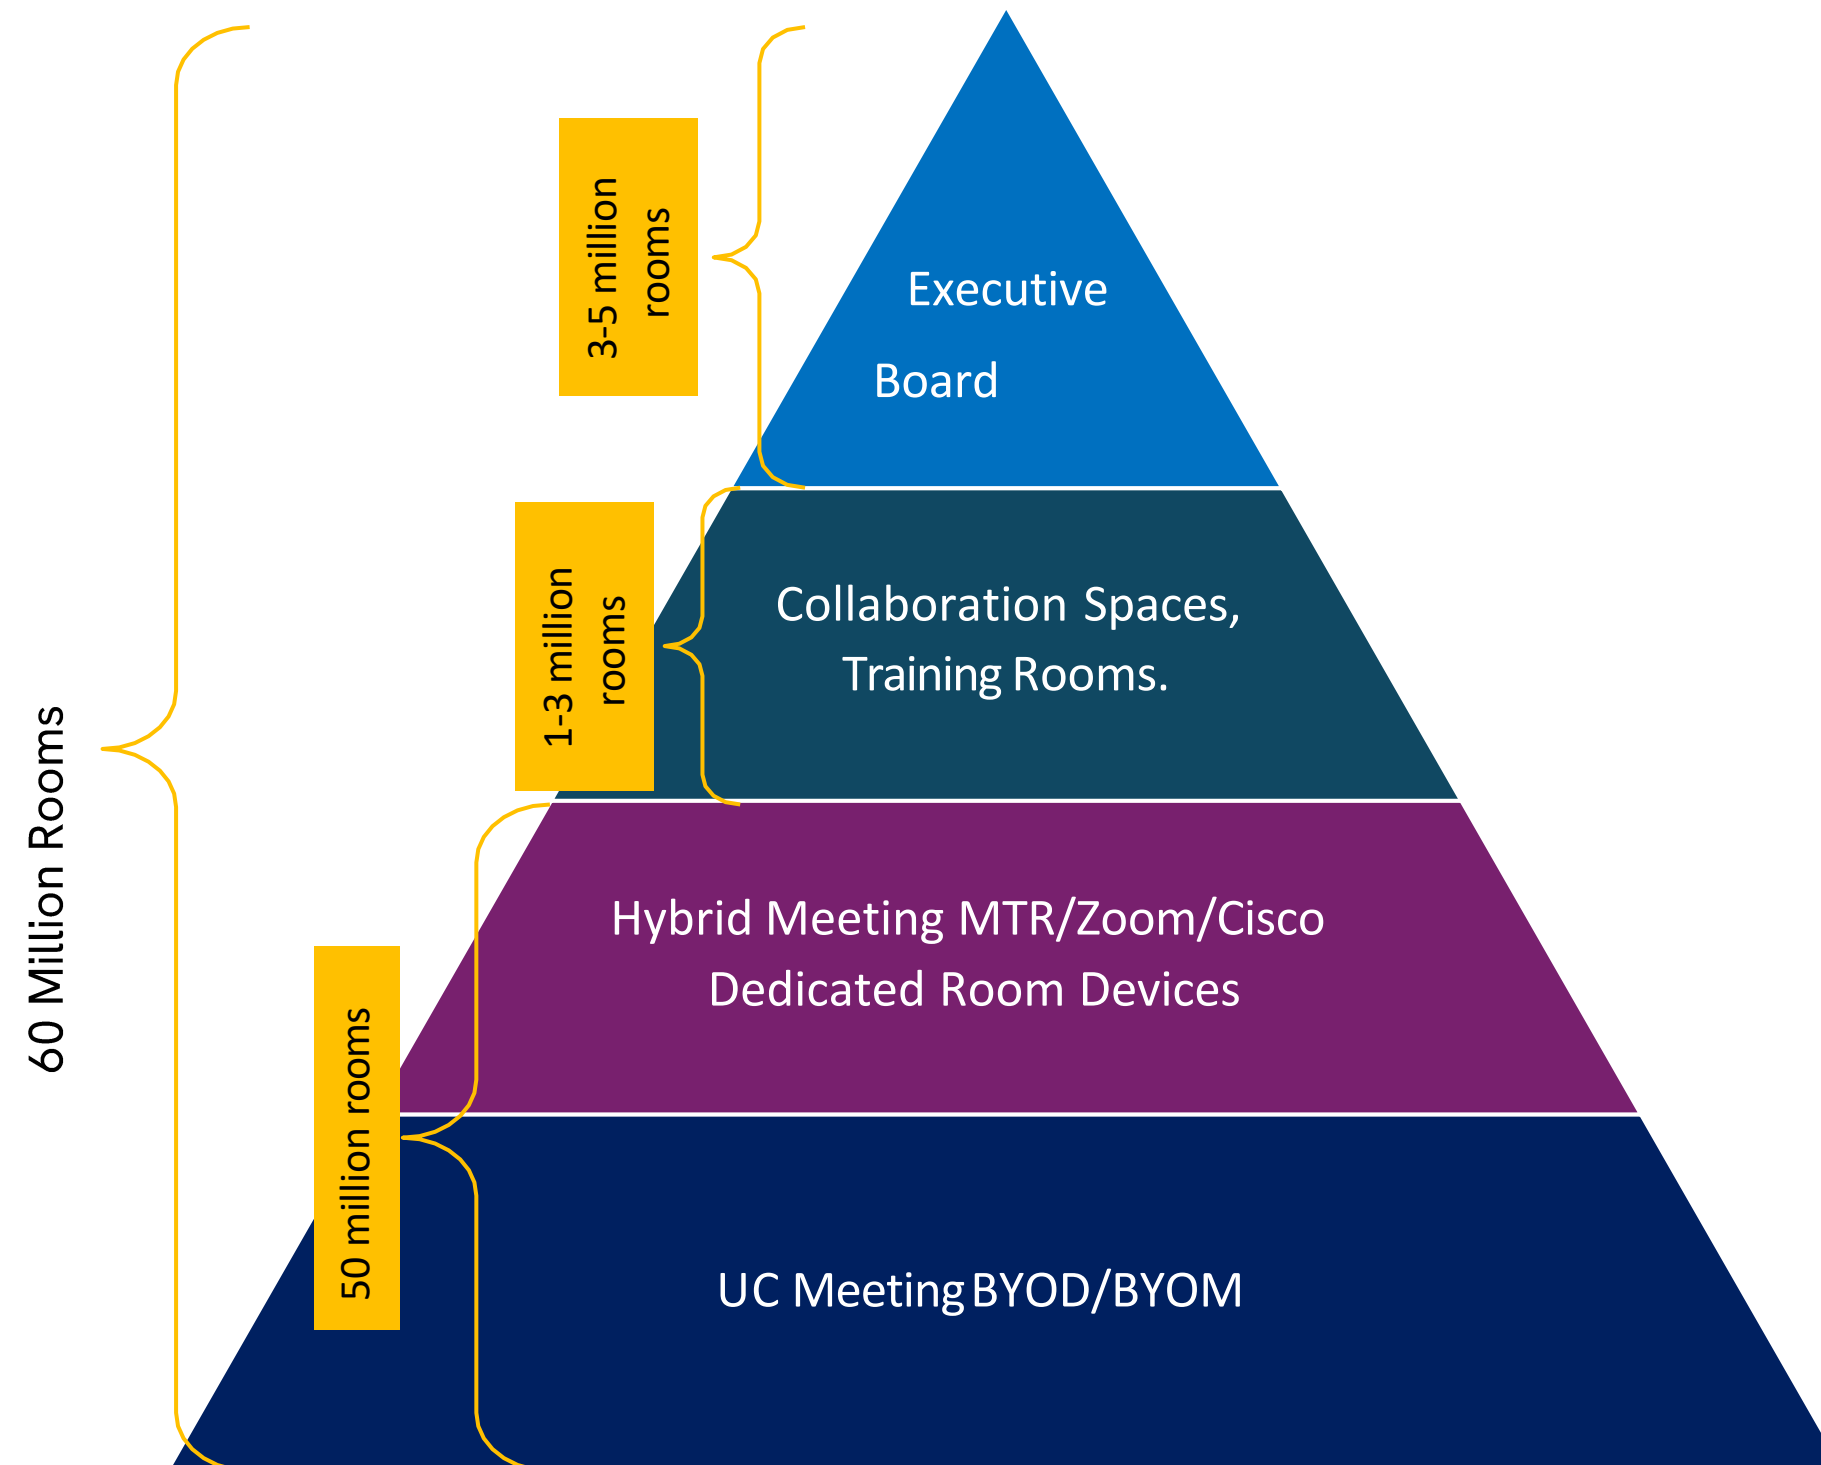 60 Million Rooms
3-5 million
rooms
Executive
Board
1-3 million
rooms
Collaboration Spaces,
Training Rooms.
50 million rooms
Hybrid Meeting MTR/Zoom/Cisco
Dedicated Room Devices
UC Meeting BYOD/BYOM